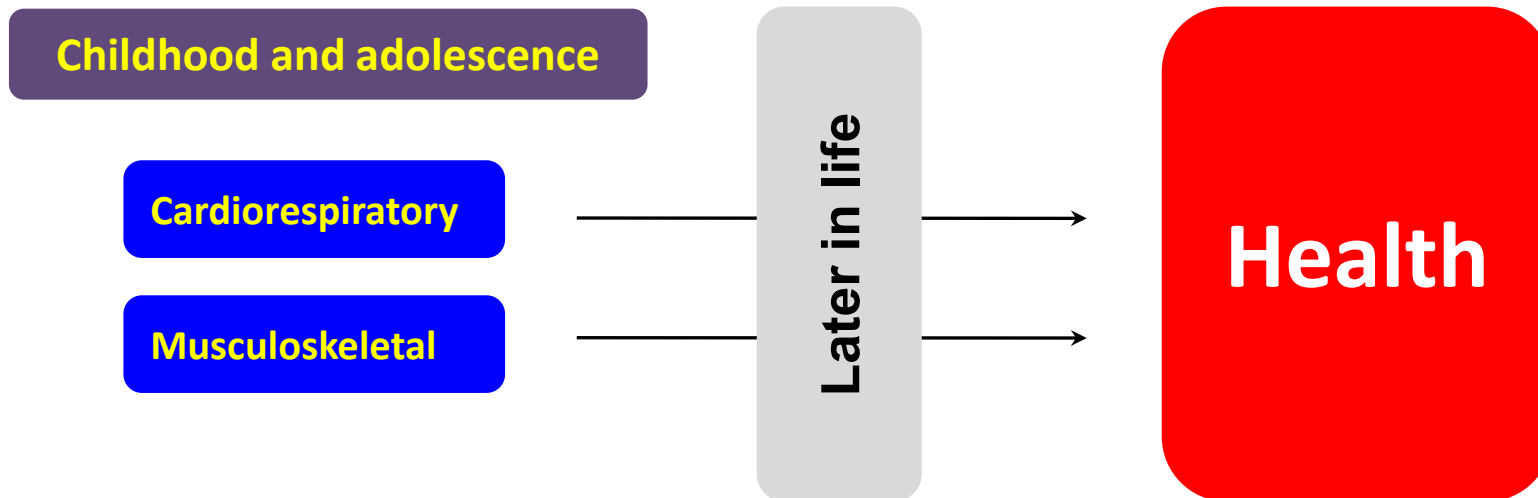 Childhood and adolescence
Cardiorespiratory
Musculoskeletal
Later in life
Health